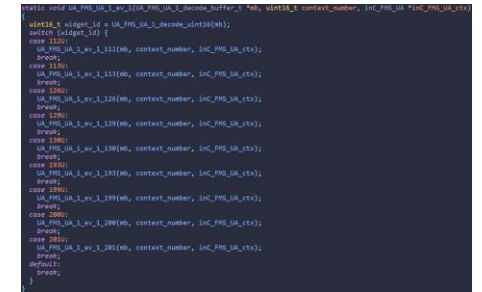 static void UA_FMS_UA_1_ev_1(UA_FMS_UA_1_decode_buffer_t *mb, uint16_t context_number, inC_FMS_UA *inC_FMS_UA_ctx)
{
uint16_t widget_id = UA_FMS_UA_1_decode_uint16(mb);
switch (widget_id) {
case 112U:
UA_FMS_UA_1_ev_1_112(mb, context_number, inC_FMS_UA_ctx);
break;
case 113U:
UA_FMS_UA_1_ev_1_113(mb, context_number, inC_FMS_UA_ctx);
break;
case 126U:
UA_FMS_UA_1_ev_1_126(mb, context_number, inC_FMS_UA_ctx);
break;
case 129U:
UA_FMS_UA_1_ev_1_129(mb, context_number, inC_FMS_UA_ctx);
break;
case 190U:
UA_FMS_UA_1_ev_1_190(mb, context_number, inC_FMS_UA_ctx);
break;
case 193U:
UA_FMS_UA_1_ev_1_193(mb, context_number, inC_FMS_UA_ctx);
break;
case 199U:
UA_FMS_UA_1_ev_1_199(mb, context_number, inC_FMS_UA_ctx);
break;
case 200U:
UA_FMS_UA_1_ev_1_200(mb, context_number, inC_FMS_UA_ctx);
break;
case 201U:
UA_FMS_UA_1_ev_1_201(mb, context_number, inC_FMS_UA_ctx);
break;
default:
break;
}
}